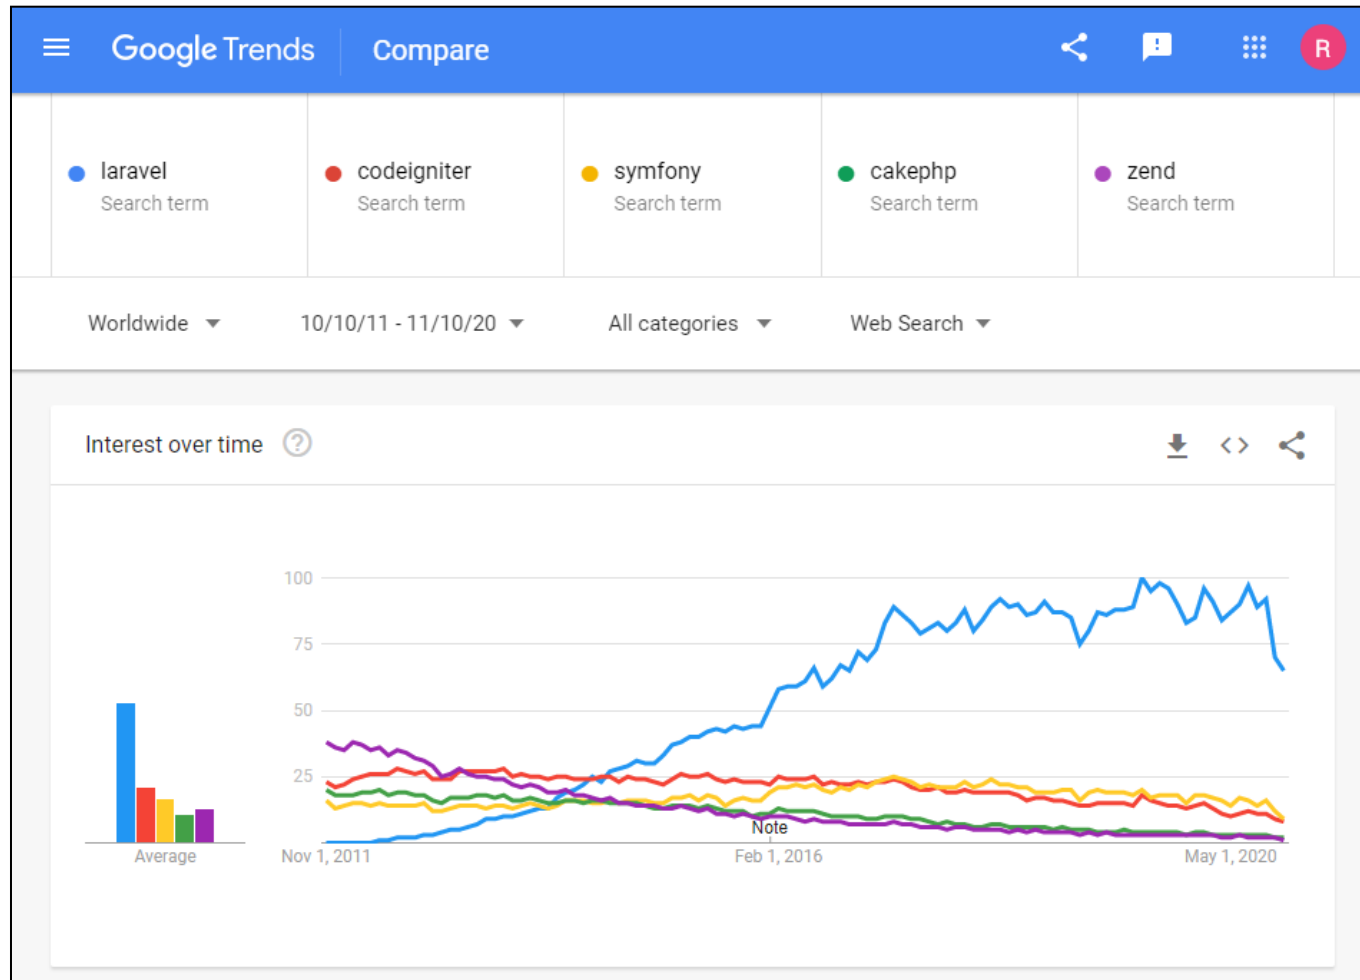 Google Trends Compare R
laravel codeigniter symfony cakephp zend
Search term Search term Search term Search term Search term
Worldwide 10/10/11 - 11/10/20 All categories Web Search
Interest over time ?
100
75
50
25
Note
Average Nov 1, 2011 Feb 1, 2016 May 1, 2020